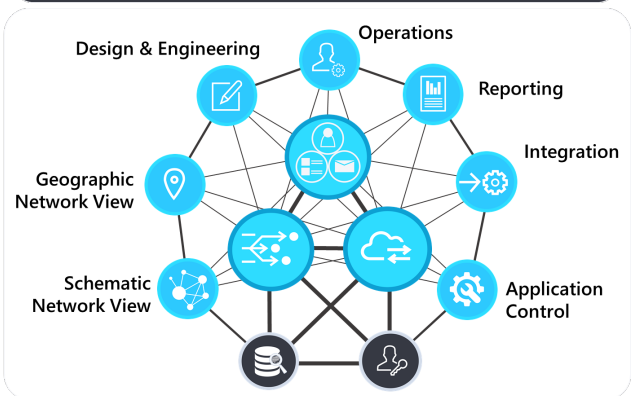 Operations
Design & Engineering
Reporting
Integration
Geographic
Network View
Schematic
Network View
Application
Control